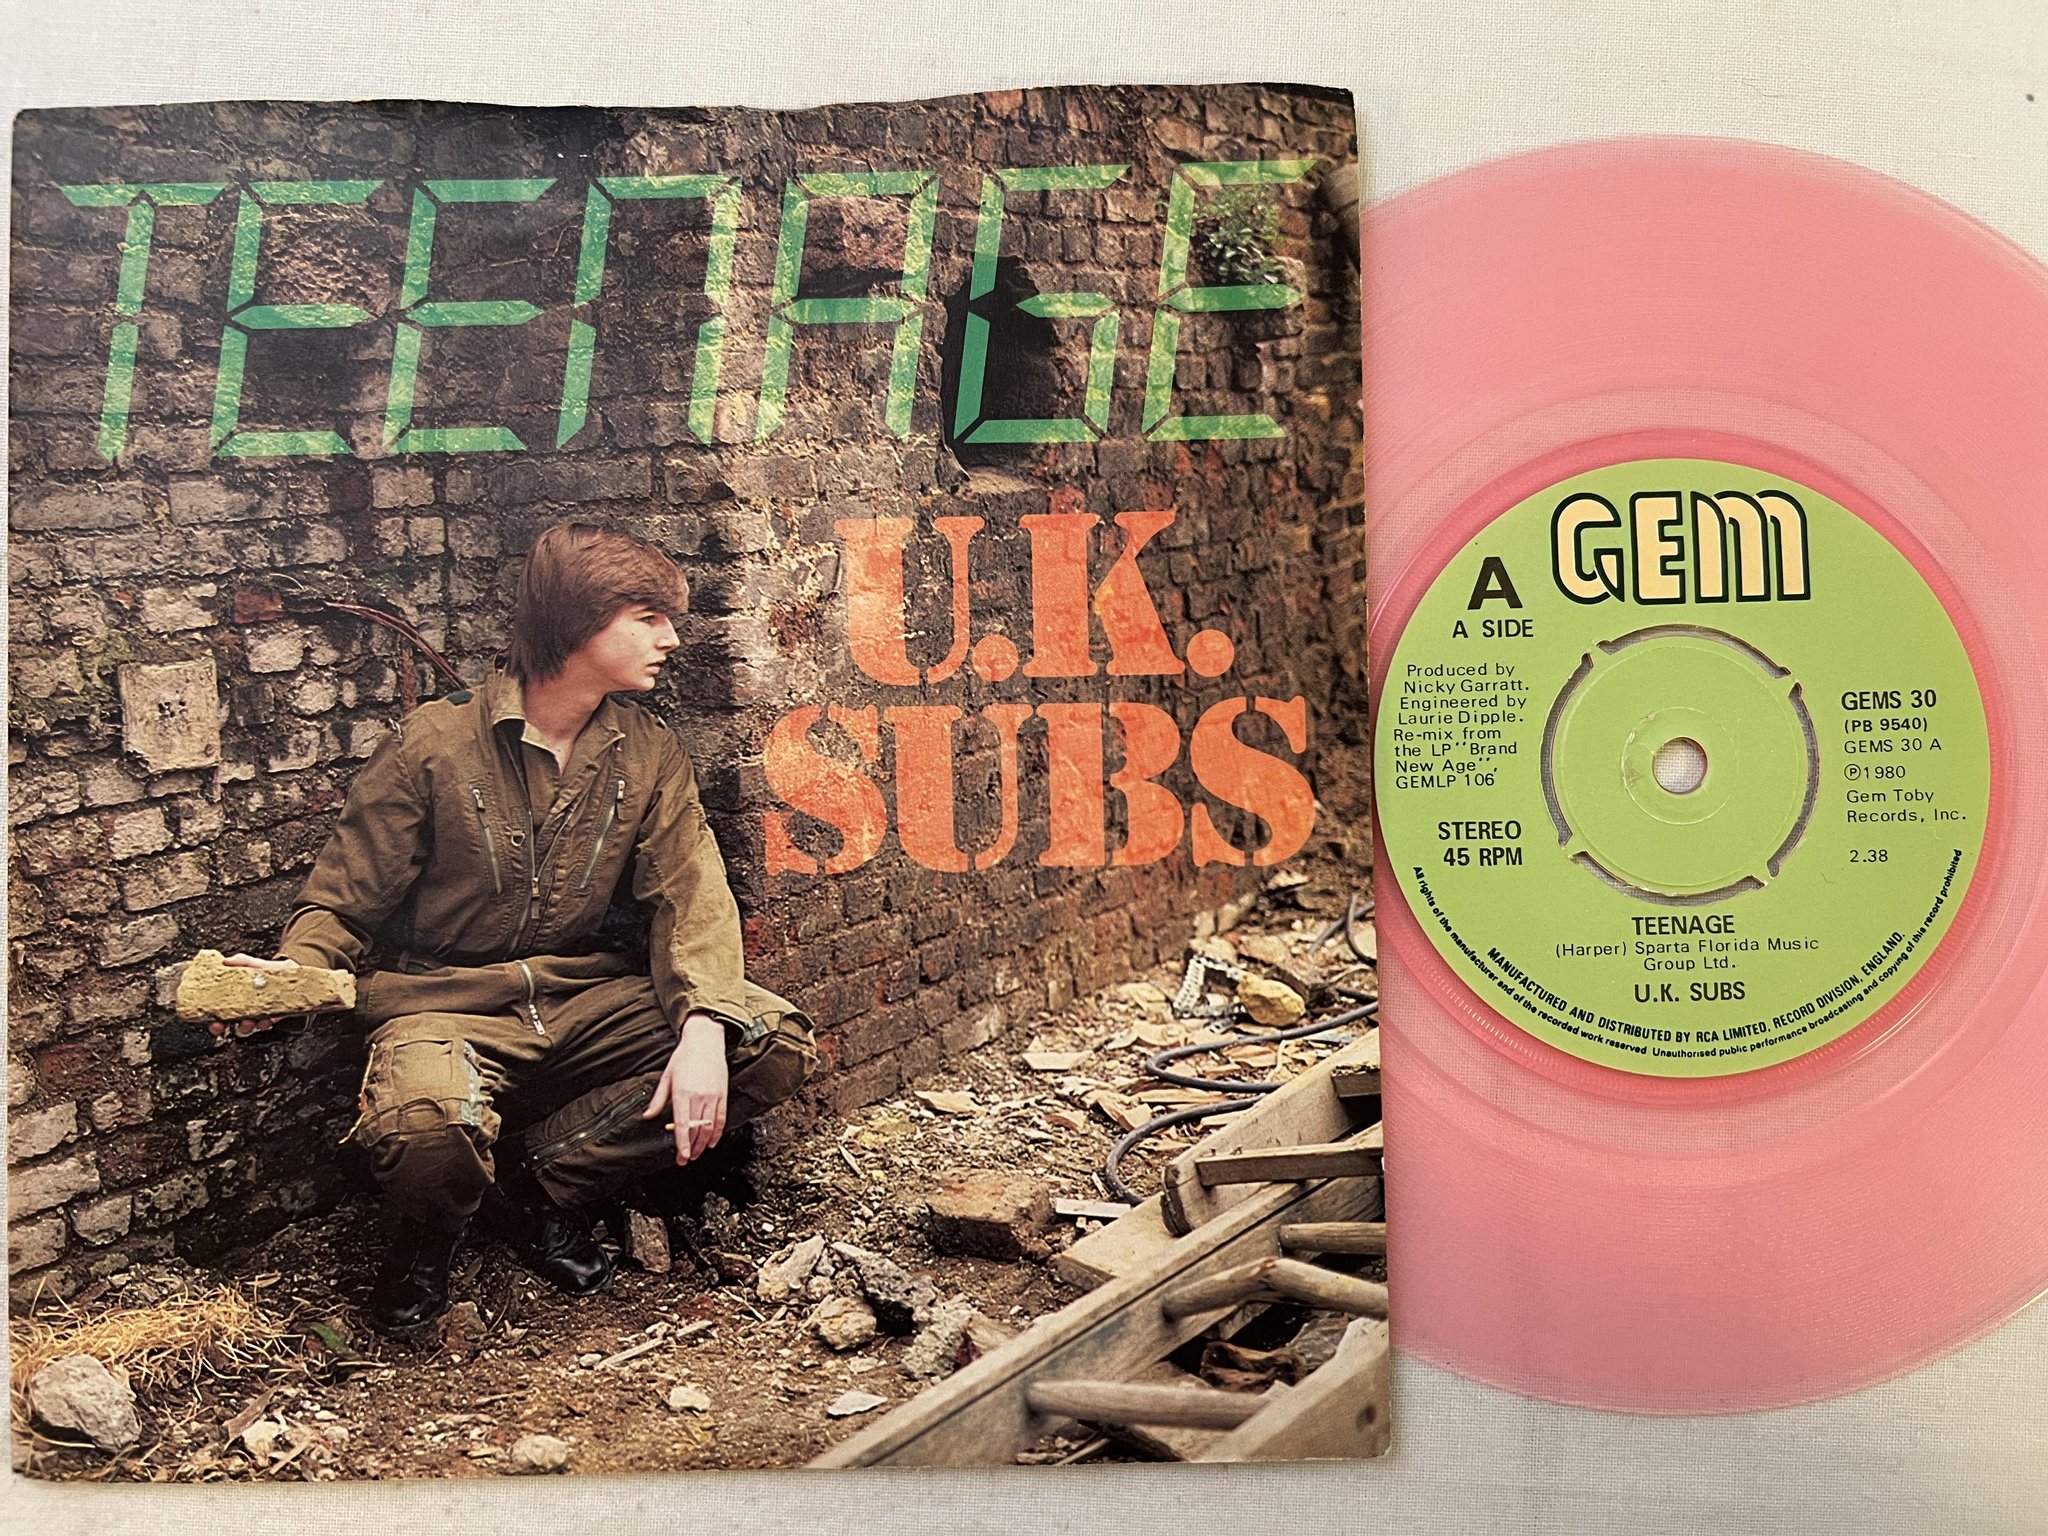 TEENAGE
U.K.
SUBS
GEM
A
A SIDE
Produced by
Nicky Garratt.
Engineered by
Laurie Dipple.
Re-mix from
the LP "Brand
New Age",
GEMLP 106
STEREO
45 RPM
GEMS 30
(PB 9540)
GEMS 30 A
Ⓟ1980
Gem Toby
Records, Inc.
2.38
TEENAGE
(Harper) Sparta Florida Music
Group Ltd.
U.K. SUBS
MANUFACTURED AND DISTRIBUTED BY RCA LIMITED, RECORD DIVISION, ENGLAND.
All rights of the manufacturer and of the recorded work reserved Unauthorised public performance broadcasting and copying of this record prohibited